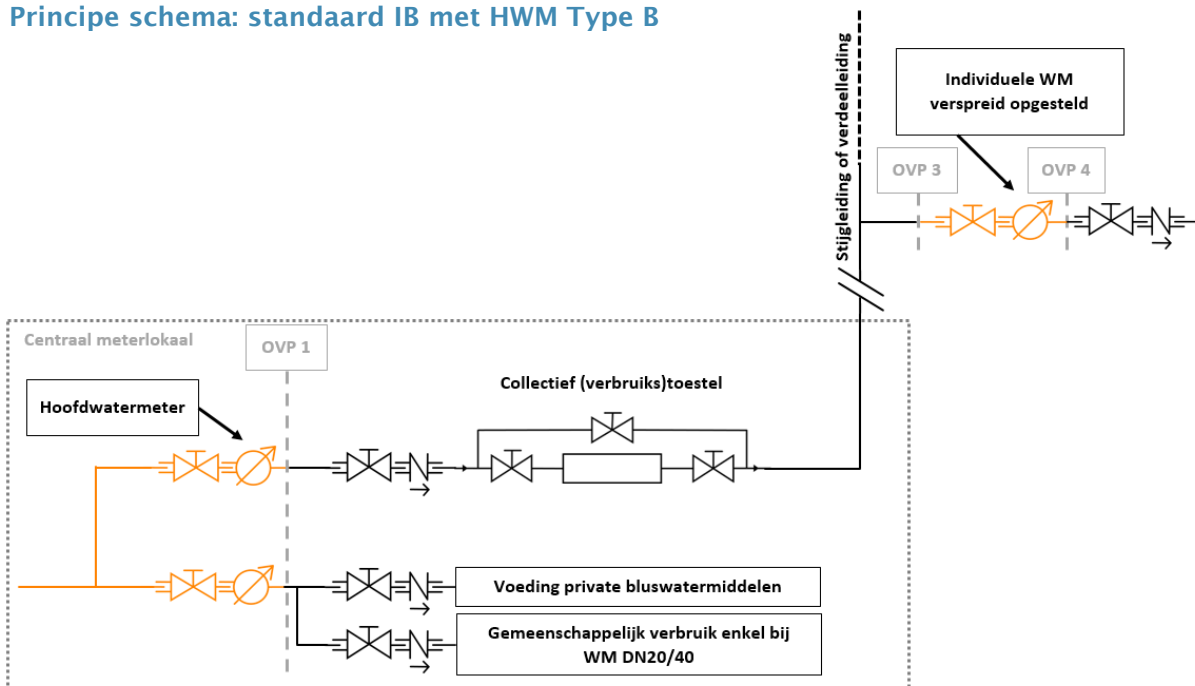 Principe schema: standaard IB met HWM Type B
Individuele WM
verspreid opgesteld
Stijgleiding of verdeelleiding
OVP 3
OVP 4
Centraal meterlokaal
OVP 1
Hoofdwatermeter
Collectief (verbruiks)toestel
Voeding private bluswatermiddelen
Gemeenschappelijk verbruik enkel bij
WM DN20/40